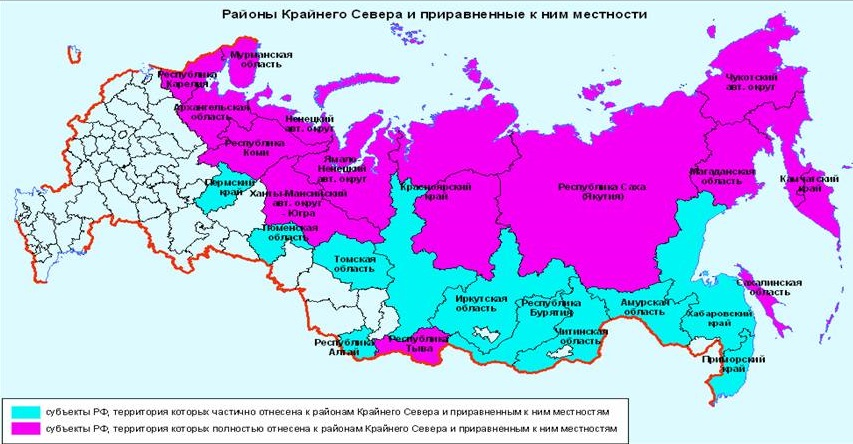 Районы Крайнего Севера и приравненные к ним местности
Мурманская
область
Республика
Карелия
Чукотский
авт. округ
Архангельская
область
Ненецкий
авт. округ
Республика
Коми
Ямало-
Ненецкий
авт. округ
Пермский
край
Ханты-Мансийский
авт. округ
- Югра
Красноярский
край
Республика Саха
(Якутия)
Магаданская
область
Камчатский
край
Тюменская
область
Томская
область
Иркутская
область
Республика
Бурятия
Амурская
область
Сахалинская
область
Хабаровский
край
Республика
Алтай
Республика
Тыва
Читинская
область
Приморский
край
субъекты РФ, территория которых частично отнесена к районам Крайнего Севера и приравненным к ним местностям
субъекты РФ, территория которых полностью отнесена к районам Крайнего Севера и приравненным к ним местностям